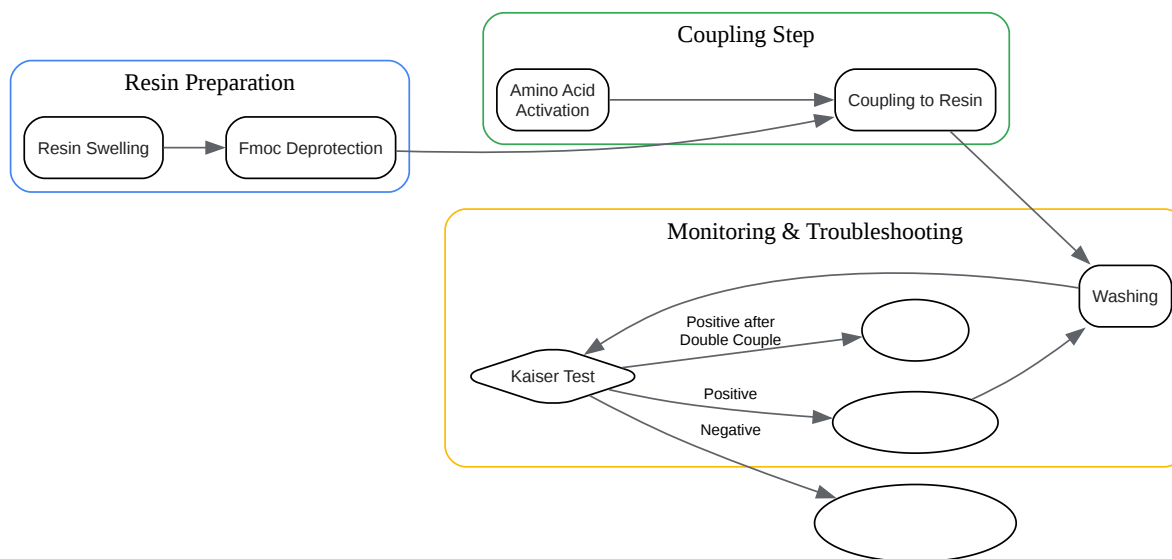 Coupling Step
Resin Preparation
Amino Acid
Activation
Coupling to Resin
Resin Swelling
Fmoc Deprotection
Monitoring & Troubleshooting
Washing
Positive after
Double Couple
Kaiser Test
Positive
Negative